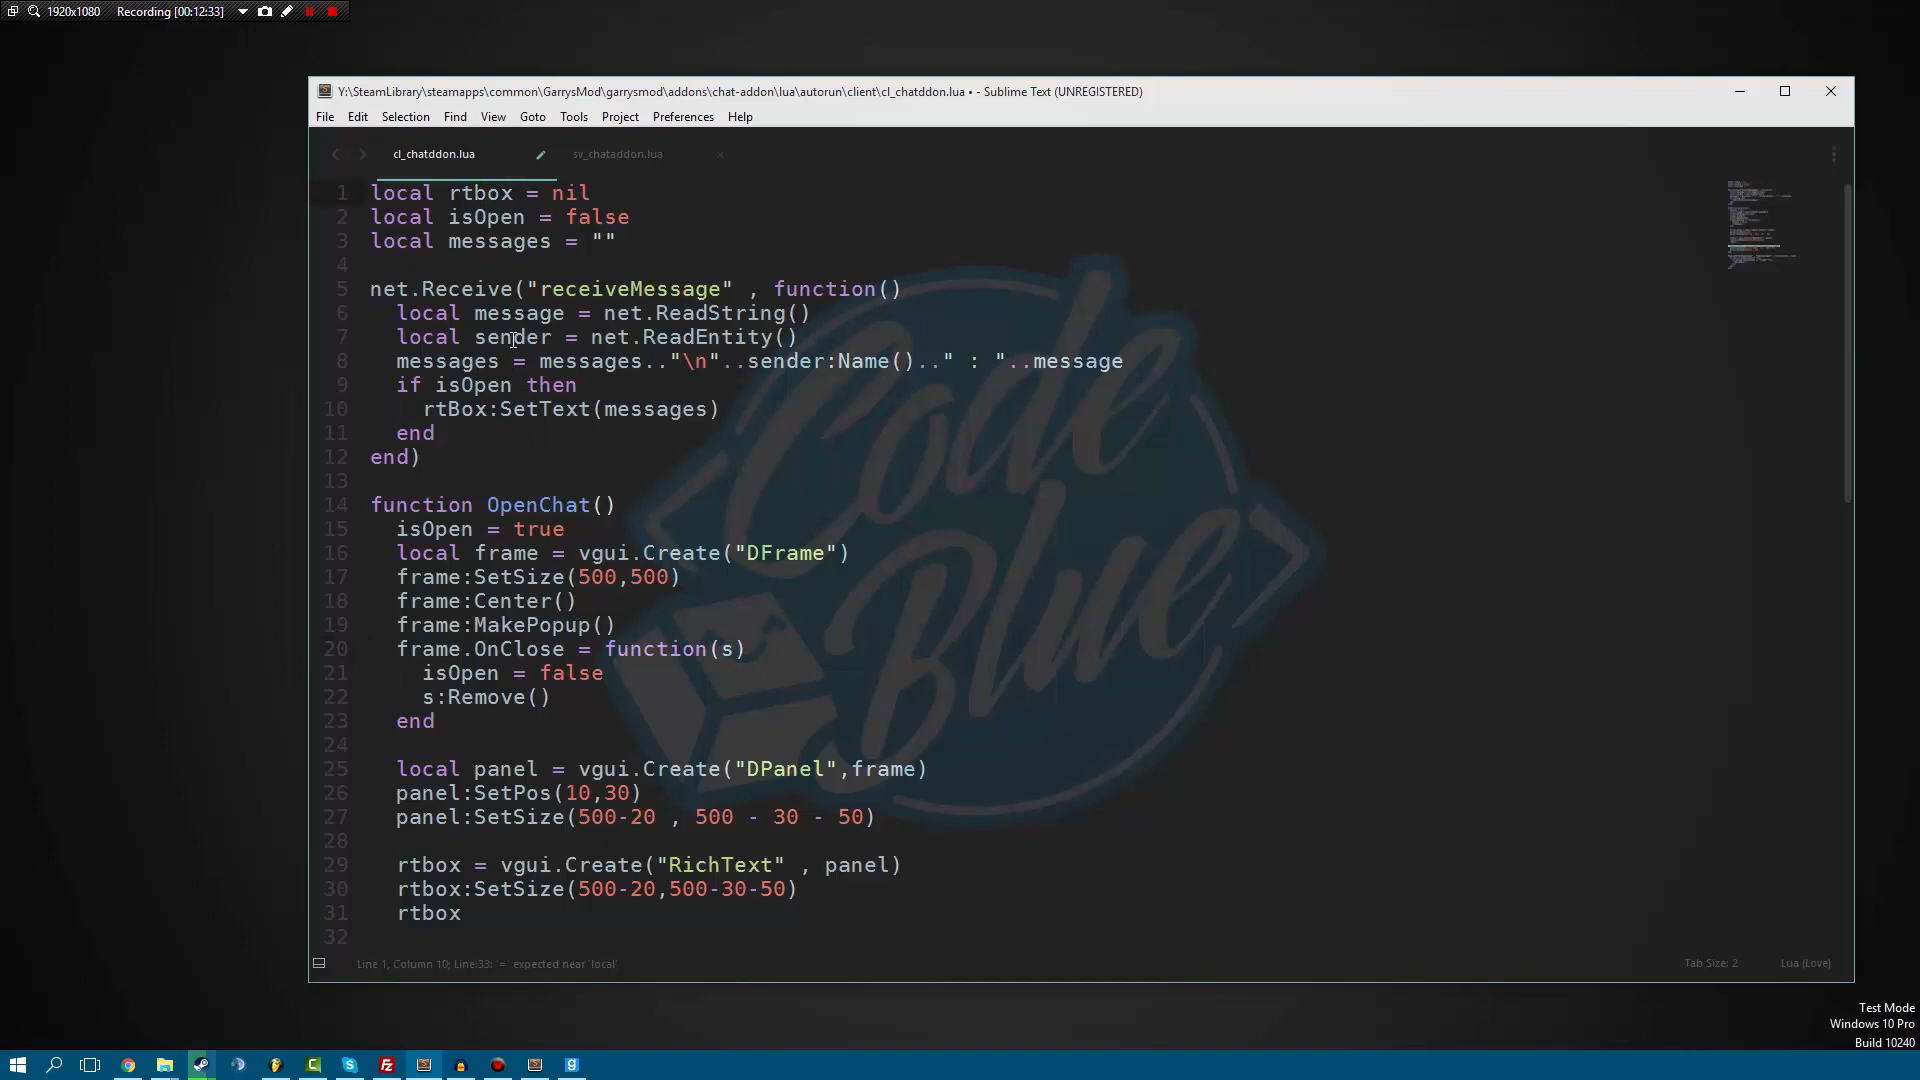 1920x1080 Recording [00:12:33]
Y:\SteamLibrary\steamapps\common\GarrysMod\garrysmod\addons\chat-addon\lua\autorun\client\cl_chatddon.lua • - Sublime Text (UNREGISTERED)
File Edit Selection Find View Goto Tools Project Preferences Help
cl_chatddon.lua sv_chataddon.lua
1 local rtbox = nil
2 local isOpen = false
3 local messages = ""
4
5 net.Receive("receiveMessage" , function()
6 local message = net.ReadString()
7 local sender = net.ReadEntity()
8 messages = messages.."\n"..sender:Name().." : "..message
9 if isOpen then
10 rtBox:SetText(messages)
11 end
12 end)
13
14 function OpenChat()
15 isOpen = true
16 local frame = vgui.Create("DFrame")
17 frame:SetSize(500,500)
18 frame:Center()
19 frame:MakePopup()
20 frame.OnClose = function(s)
21 isOpen = false
22 s:Remove()
23 end
24
25 local panel = vgui.Create("DPanel",frame)
26 panel:SetPos(10,30)
27 panel:SetSize(500-20 , 500 - 30 - 50)
28
29 rtbox = vgui.Create("RichText" , panel)
30 rtbox:SetSize(500-20,500-30-50)
31 rtbox
32
Code
Blue
Line 1, Column 10; Line:33: '=' expected near 'local' Tab Size: 2 Lua (Love)
Test Mode
Windows 10 Pro
Build 10240